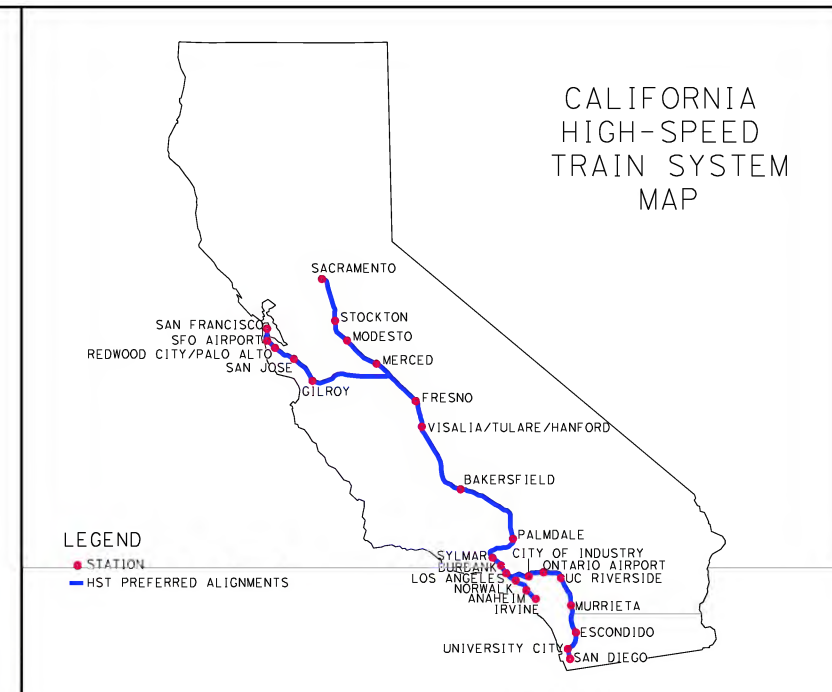 CALIFORNIA
HIGH-SPEED
TRAIN SYSTEM
MAP
SACRAMENTO
STOCKTON
SAN FRANCISCO
MODESTO
SFO AIRPORT
REDWOOD CITY/PALO ALTO
MERCED
SAN JOSE
GILROY
FRESNO
VISALIA/TULARE/HANFORD
BAKERSFIELD
PALMDALE
LEGEND
STATION
HST PREFERRED ALIGNMENTS
SYLMAR
CITY OF INDUSTRY
BURBANK
ONTARIO AIRPORT
LOS ANGELES
UC RIVERSIDE
NORWALK
ANAHEIM
IRVINE
MURRIETA
ESCONDIDO
UNIVERSITY CITY
SAN DIEGO